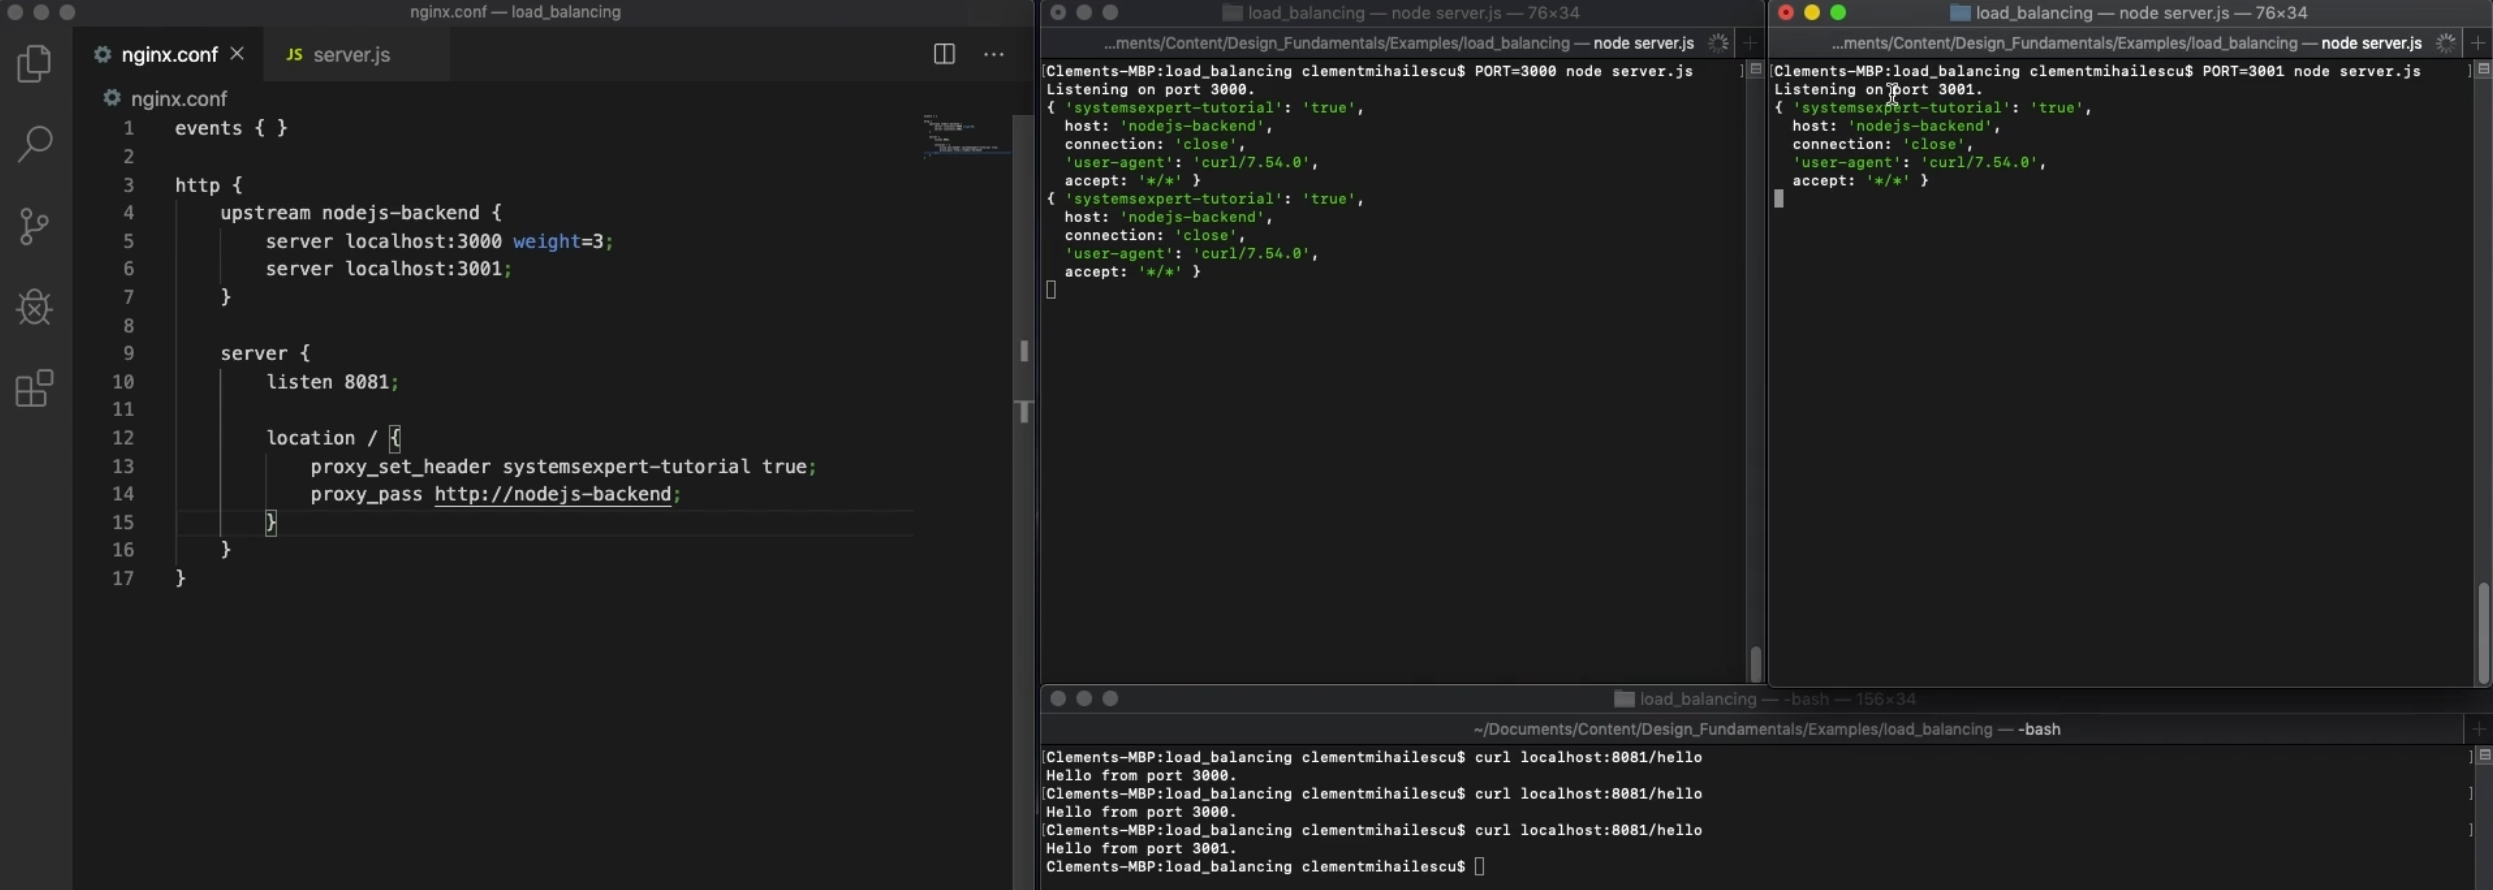 nginx.conf — load_balancing
nginx.conf
JS server.js
nginx.conf
1 events { }
2
3 http {
4 upstream nodejs-backend {
5 server localhost:3000 weight=3;
6 server localhost:3001;
7 }
8
9 server {
10 listen 8081;
11
12 location / {
13 proxy_set_header systemsexpert-tutorial true;
14 proxy_pass http://nodejs-backend;
15 }
16 }
17 }
load_balancing — node server.js — 76×34
...ments/Content/Design_Fundamentals/Examples/load_balancing — node server.js
[Clements-MBP:load_balancing clementmihailescu$ PORT=3000 node server.js ]
Listening on port 3000.
{ 'systemsexpert-tutorial': 'true',
host: 'nodejs-backend',
connection: 'close',
'user-agent': 'curl/7.54.0',
accept: '*/*' }
{ 'systemsexpert-tutorial': 'true',
host: 'nodejs-backend',
connection: 'close',
'user-agent': 'curl/7.54.0',
accept: '*/*' }
load_balancing — node server.js — 76×34
...ments/Content/Design_Fundamentals/Examples/load_balancing — node server.js
[Clements-MBP:load_balancing clementmihailescu$ PORT=3001 node server.js ]
Listening on port 3001.
{ 'systemsexpert-tutorial': 'true',
host: 'nodejs-backend',
connection: 'close',
'user-agent': 'curl/7.54.0',
accept: '*/*' }
load_balancing — -bash — 156×34
~/Documents/Content/Design_Fundamentals/Examples/load_balancing — -bash
[Clements-MBP:load_balancing clementmihailescu$ curl localhost:8081/hello ]
Hello from port 3000.
[Clements-MBP:load_balancing clementmihailescu$ curl localhost:8081/hello ]
Hello from port 3000.
[Clements-MBP:load_balancing clementmihailescu$ curl localhost:8081/hello ]
Hello from port 3001.
Clements-MBP:load_balancing clementmihailescu$